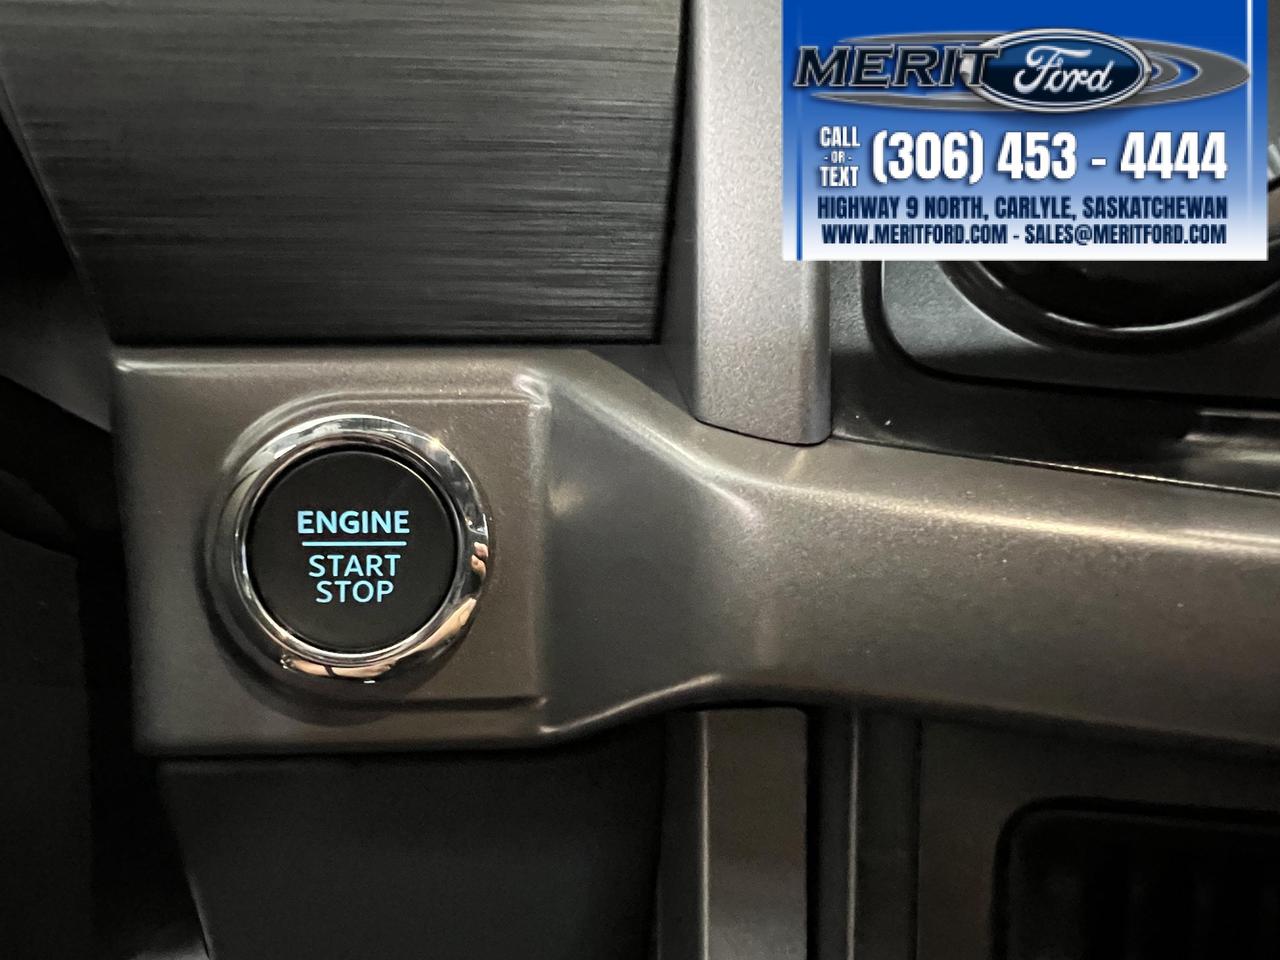 MERIT Ford
CALL
- OR -
TEXT
(306) 453 - 4444
HIGHWAY 9 NORTH, CARLYLE, SASKATCHEWAN
WWW.MERITFORD.COM - SALES@MERITFORD.COM
ENGINE
START
STOP